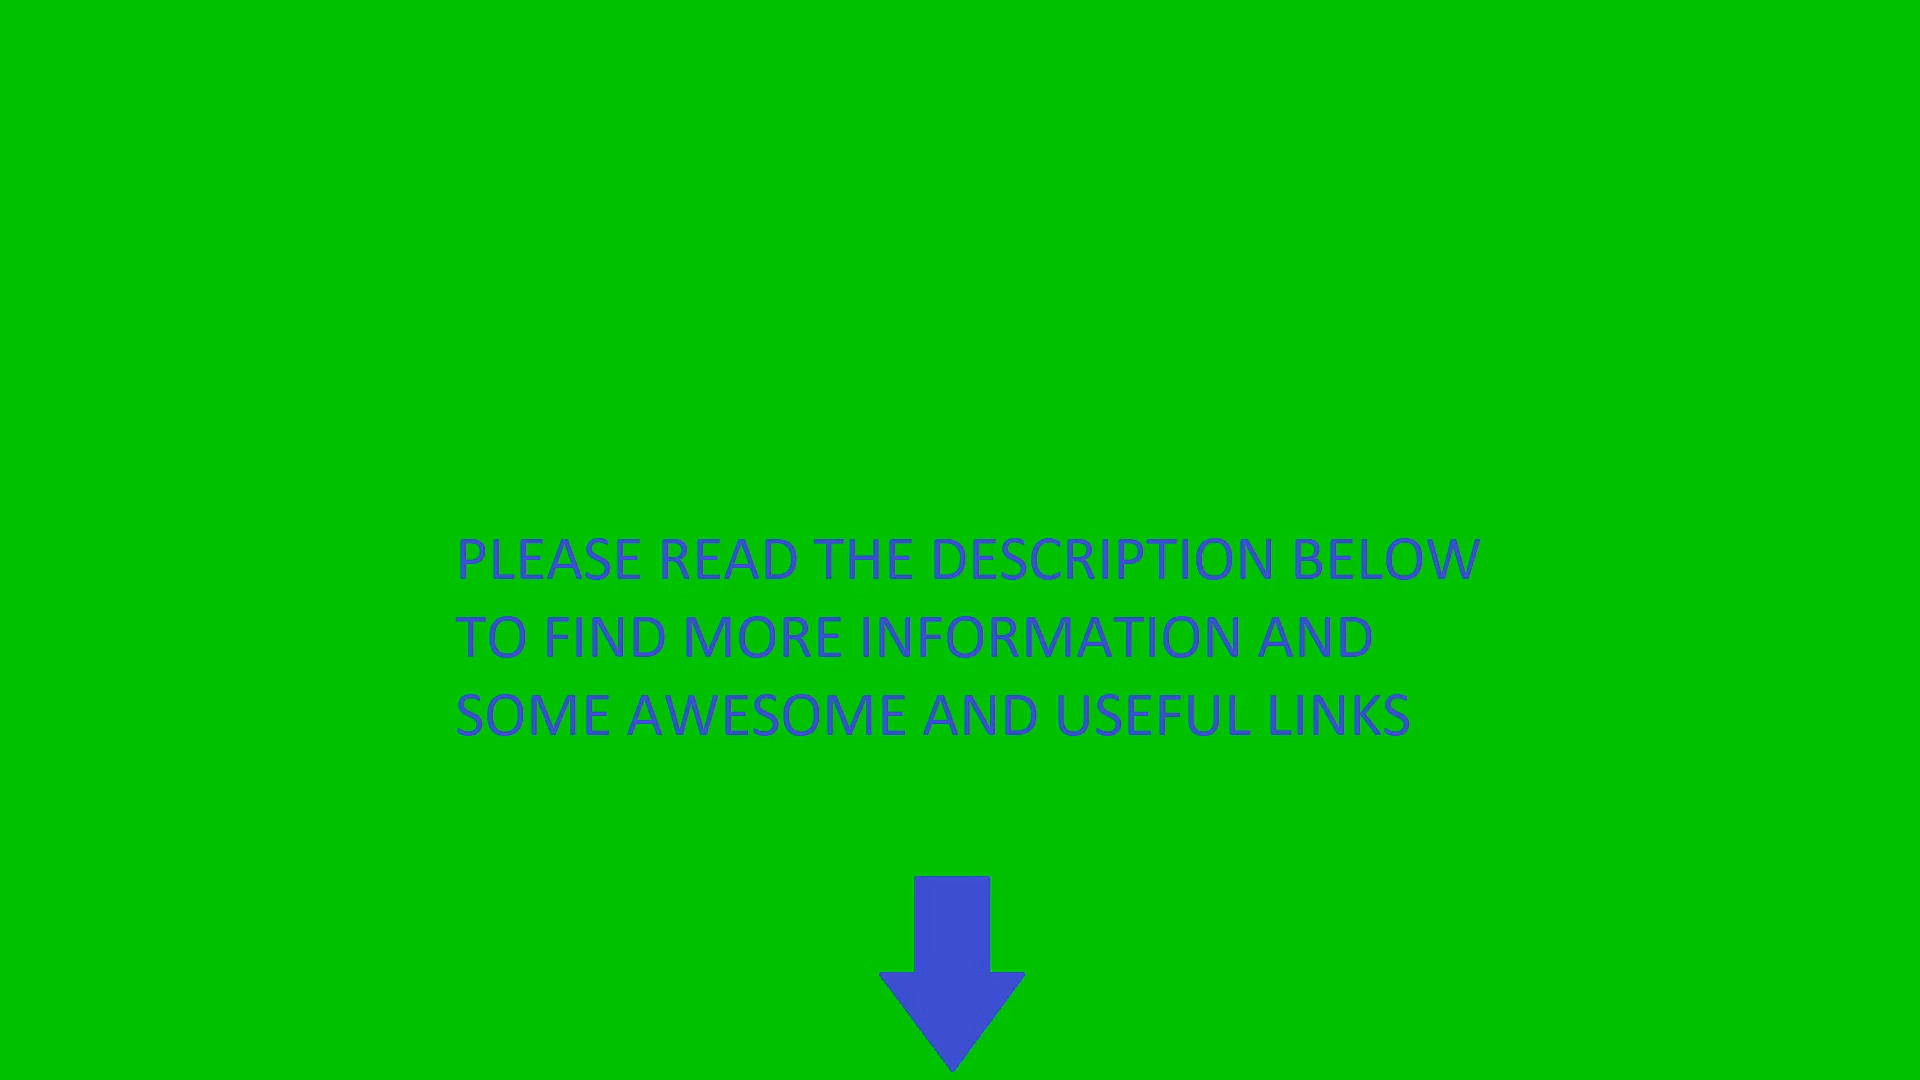 PLEASE READ THE DESCRIPTION BELOW
TO FIND MORE INFORMATION AND
SOME AWESOME AND USEFUL LINKS